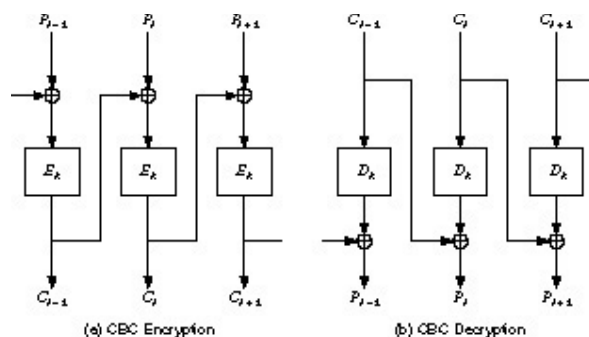 P_{i-1} P_i P_{i+1}
E_k E_k E_k
C_{i-1} C_i C_{i+1}
(a) CBC Encryption
C_{i-1} C_i C_{i+1}
D_k D_k D_k
P_{i-1} P_i P_{i+1}
(b) CBC Decryption